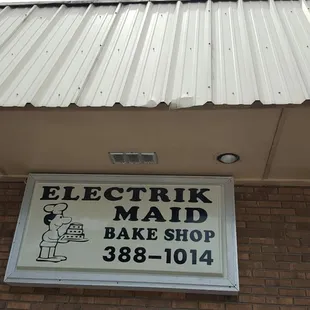 ELECTRIK
MAID
BAKE SHOP
388-1014